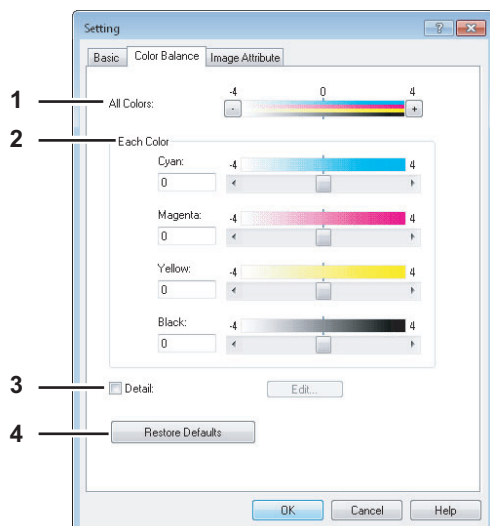 Setting
Basic Color Balance Image Attribute
1 All Colors: -4 0 4
- +
2 Each Color
Cyan: -4 4
0
Magenta: -4 4
0
Yellow: -4 4
0
Black: -4 4
0
3 Detail: Edit...
4 Restore Defaults
OK Cancel Help